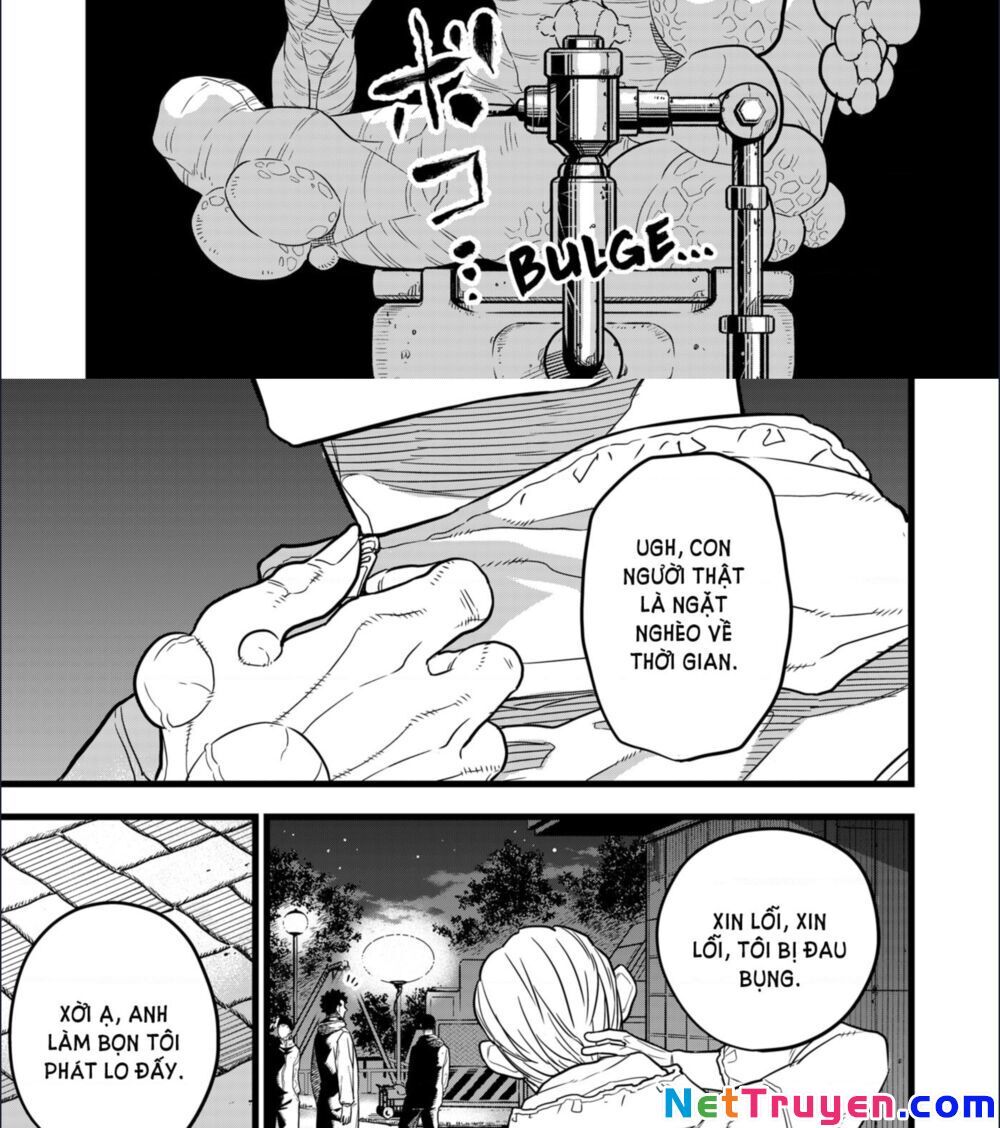 ボコ…
BULGE...
UGH, CON
NGƯỜI THẬT
LÀ NGẶT
NGHÈO VỀ
THỜI GIAN.
XIN LỖI, XIN
LỖI, TÔI BỊ ĐAU
BỤNG.
XỜI Ạ, ANH
LÀM BỌN TÔI
PHÁT LO ĐẤY.
NetTruyen.com